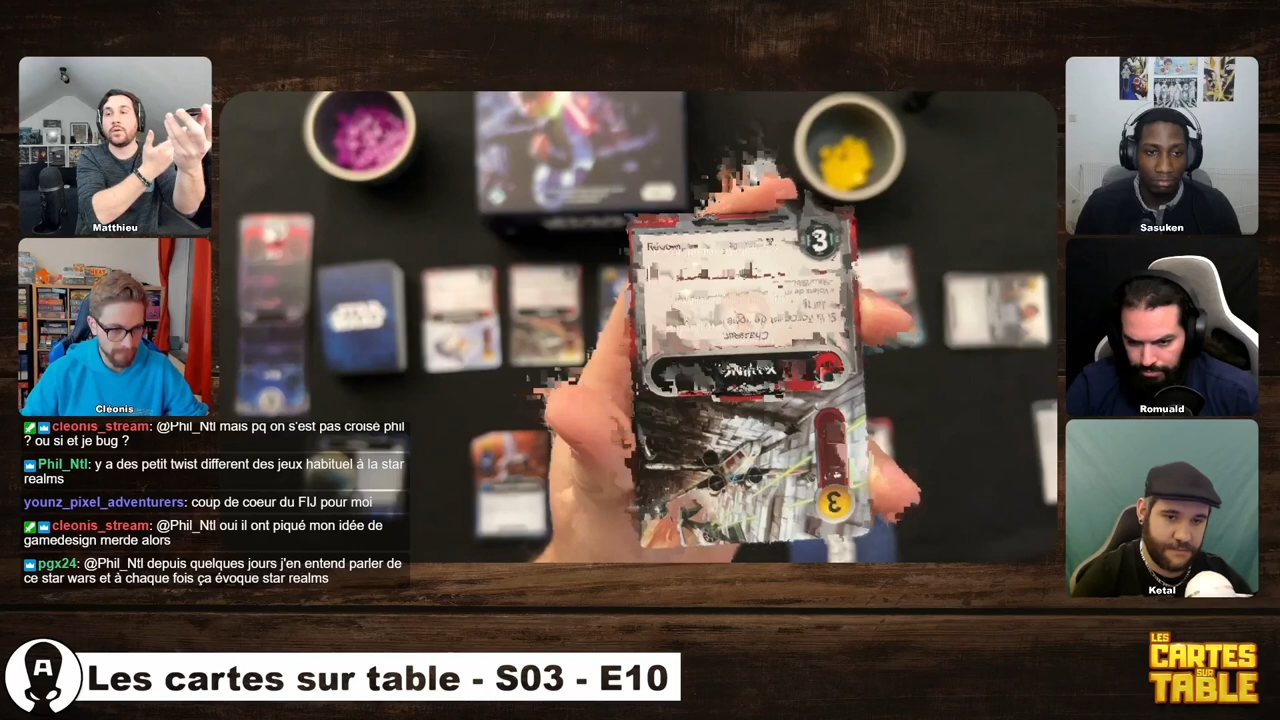 Matthieu
Cléonis
cleonis_stream: @Phil_Ntl mais pq on s'est pas croisé phil
? ou si et je bug ?
Phil_Ntl: y a des petit twist different des jeux habituel à la star
realms
younz_pixel_adventurers: coup de coeur du FIJ pour moi
cleonis_stream: @Phil_Ntl oui il ont piqué mon idée de
gamedesign merde alors
pgx24: @Phil_Ntl depuis quelques jours j'en entend parler de
ce star wars et à chaque fois ça évoque star realms
STAR WARS
3
Chasseur
3
Sasuken
Romuald
Ketal
A
Les cartes sur table - S03 - E10
LES
CARTES
SUR
TABLE